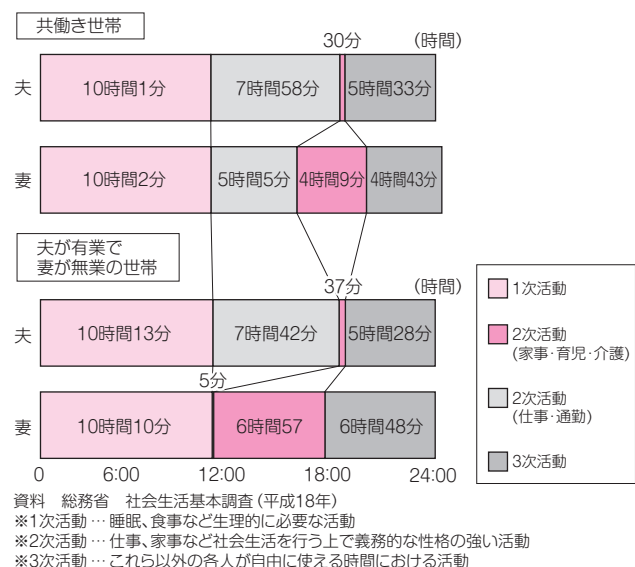 共働き世帯
30分 (時間)
夫 10時間1分 7時間58分 5時間33分
妻 10時間2分 5時間5分 4時間9分 4時間43分
夫が有業で
妻が無業の世帯
37分 (時間)
夫 10時間13分 7時間42分 5時間28分
5分
妻 10時間10分 6時間57 6時間48分
0 6:00 12:00 18:00 24:00
1次活動
2次活動
(家事・育児・介護)
2次活動
(仕事・通勤)
3次活動
資料 総務省 社会生活基本調査(平成18年)
※1次活動 … 睡眠、食事など生理的に必要な活動
※2次活動 … 仕事、家事など社会生活を行う上で義務的な性格の強い活動
※3次活動 … これら以外の各人が自由に使える時間における活動